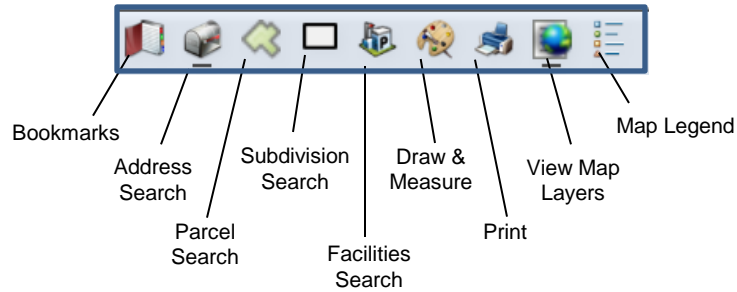 P
Bookmarks
Address
Search
Parcel
Search
Subdivision
Search
Facilities
Search
Draw &
Measure
Print
View Map
Layers
Map Legend